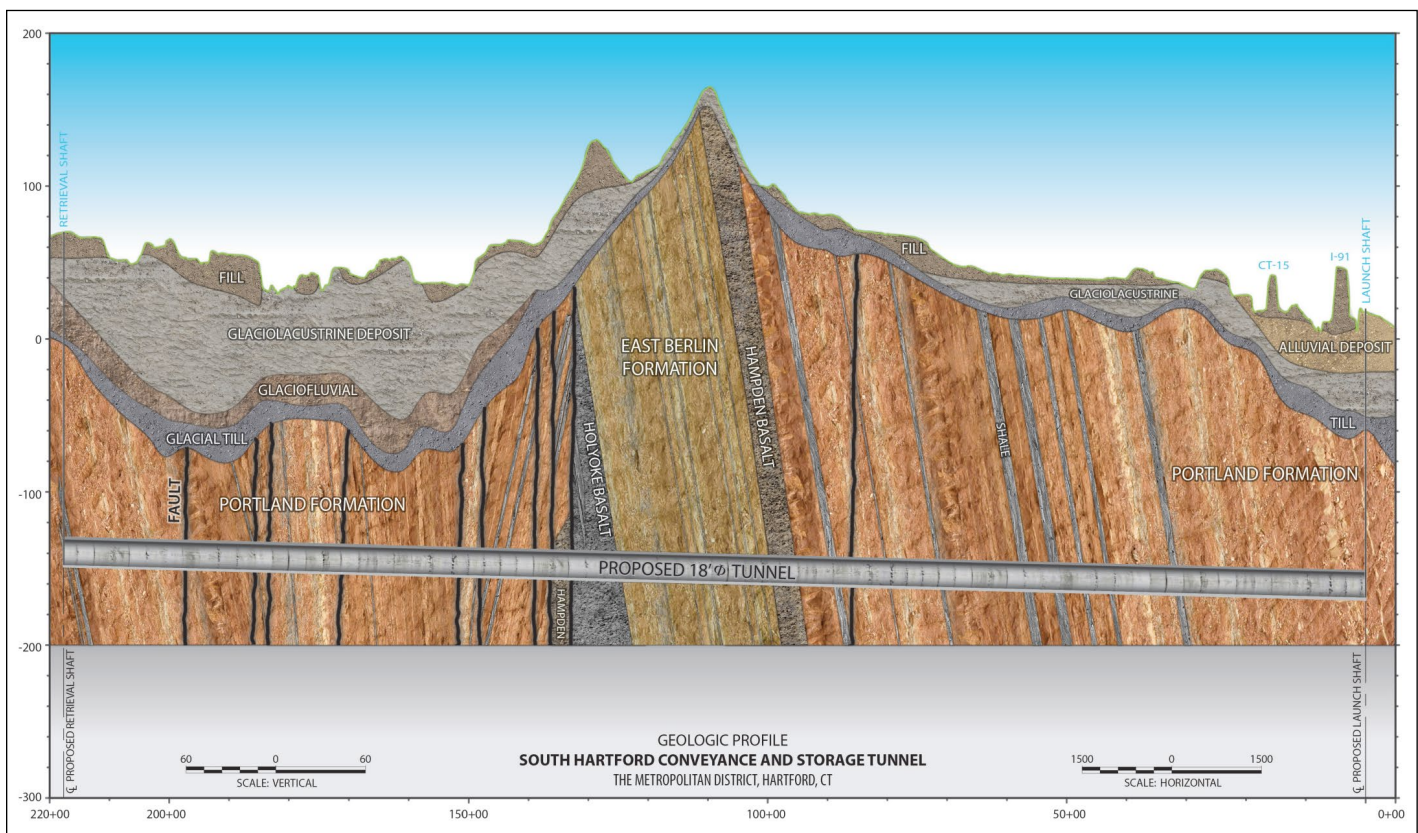 200
100
0
-100
-200
-300
220+00
200+00
150+00
100+00
50+00
0+00
RETRIEVAL SHAFT
LAUNCH SHAFT
CT-15
I-91
FILL
GLACIOLACUSTRINE DEPOSIT
GLACIOFLUVIAL
GLACIAL TILL
FAULT
PORTLAND FORMATION
HOLYOKE BASALT
HAMPDEN
EAST BERLIN
FORMATION
HAMPDEN BASALT
FILL
GLACIOLACUSTRINE
SHALE
ALLUVIAL DEPOSIT
TILL
PORTLAND FORMATION
PROPOSED 18'Φ TUNNEL
℄ PROPOSED RETRIEVAL SHAFT
℄ PROPOSED LAUNCH SHAFT
60 0 60
SCALE: VERTICAL
GEOLOGIC PROFILE
SOUTH HARTFORD CONVEYANCE AND STORAGE TUNNEL
THE METROPOLITAN DISTRICT, HARTFORD, CT
1500 0 1500
SCALE: HORIZONTAL